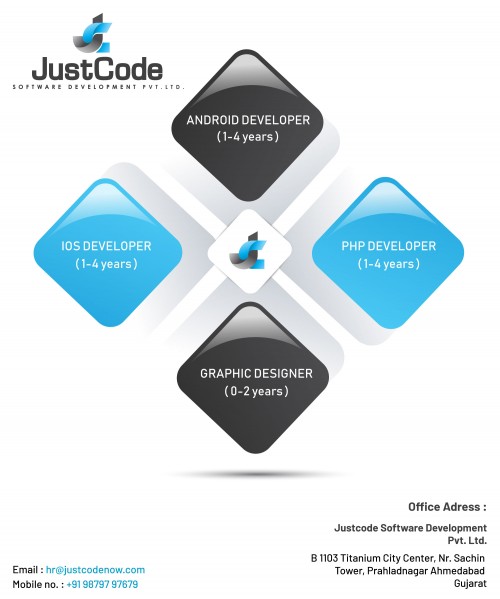 JustCode
SOFTWARE DEVELOPMENT PVT. LTD.
ANDROID DEVELOPER
(1-4 years)
IOS DEVELOPER
(1-4 years)
PHP DEVELOPER
(1-4 years)
GRAPHIC DESIGNER
(0-2 years)
Office Adress :
Justcode Software Development
Pvt. Ltd.
B 1103 Titanium City Center, Nr. Sachin
Tower, Prahladnagar Ahmedabad
Gujarat
Email : hr@justcodenow.com
Mobile no. : +91 98797 97679